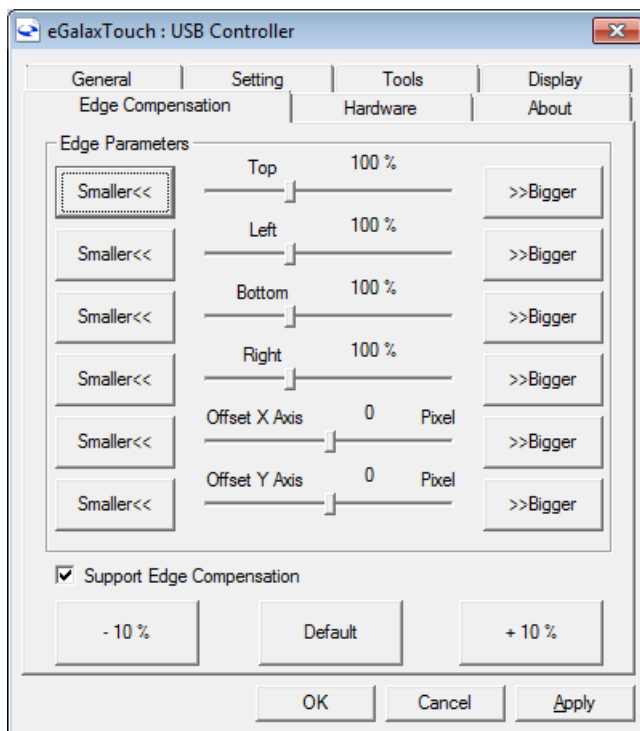 eGalaxTouch : USB Controller
General Setting Tools Display
Edge Compensation Hardware About
Edge Parameters
Top 100 %
Smaller<< >>Bigger
Left 100 %
Smaller<< >>Bigger
Bottom 100 %
Smaller<< >>Bigger
Right 100 %
Smaller<< >>Bigger
Offset X Axis 0 Pixel
Smaller<< >>Bigger
Offset Y Axis 0 Pixel
Smaller<< >>Bigger
Support Edge Compensation
- 10 % Default + 10 %
OK Cancel Apply